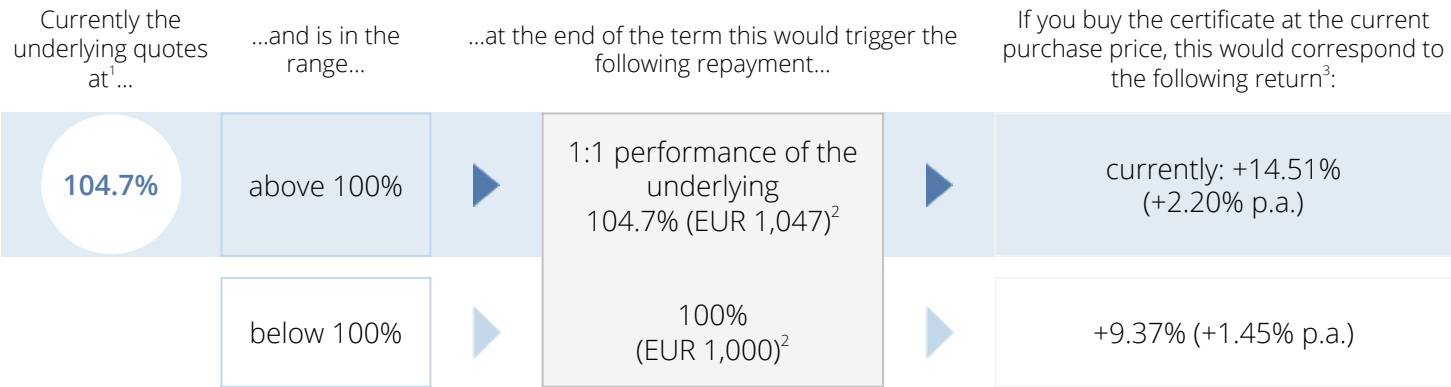 Currently the
underlying quotes
at¹...
...and is in the
range...
...at the end of the term this would trigger the
following repayment...
If you buy the certificate at the current
purchase price, this would correspond to
the following return³:
104.7%
above 100%
1:1 performance of the
underlying
104.7% (EUR 1,047)²
currently: +14.51%
(+2.20% p.a.)
below 100%
100%
(EUR 1,000)²
+9.37% (+1.45% p.a.)